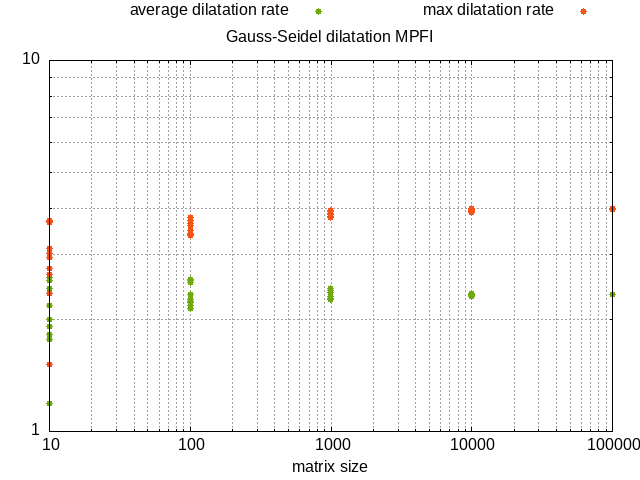 average dilatation rate max dilatation rate
Gauss-Seidel dilatation MPFI
10
1
10 100 1000 10000 100000
matrix size